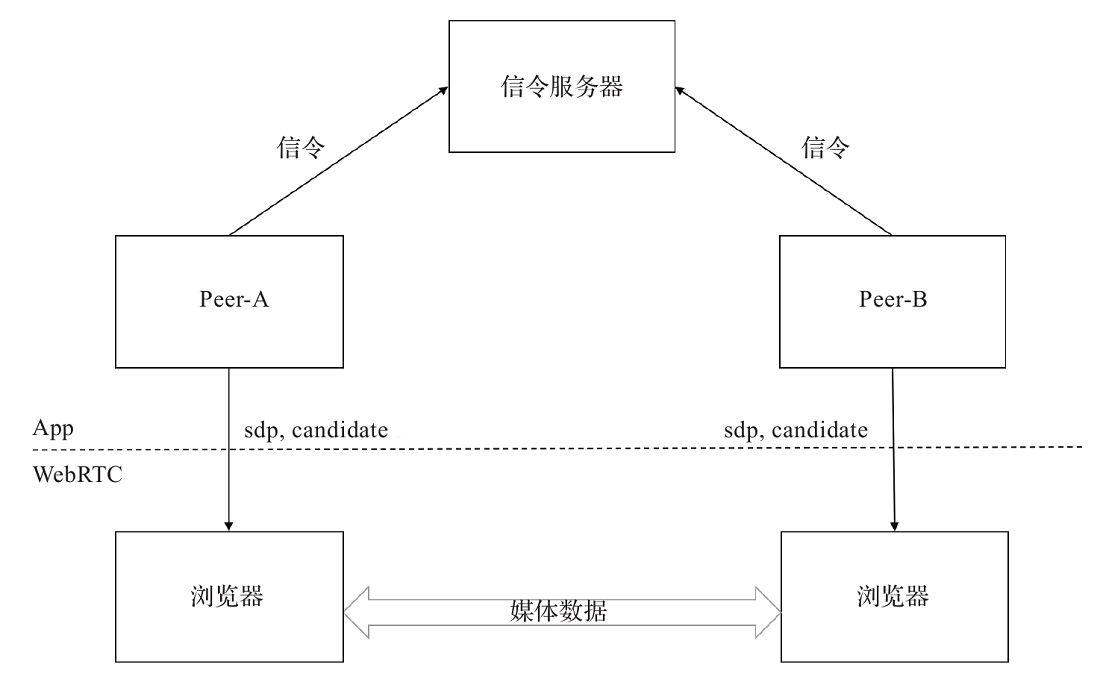 信令服务器
信令
信令
Peer-A
Peer-B
App
sdp, candidate
sdp, candidate
WebRTC
浏览器
媒体数据
浏览器